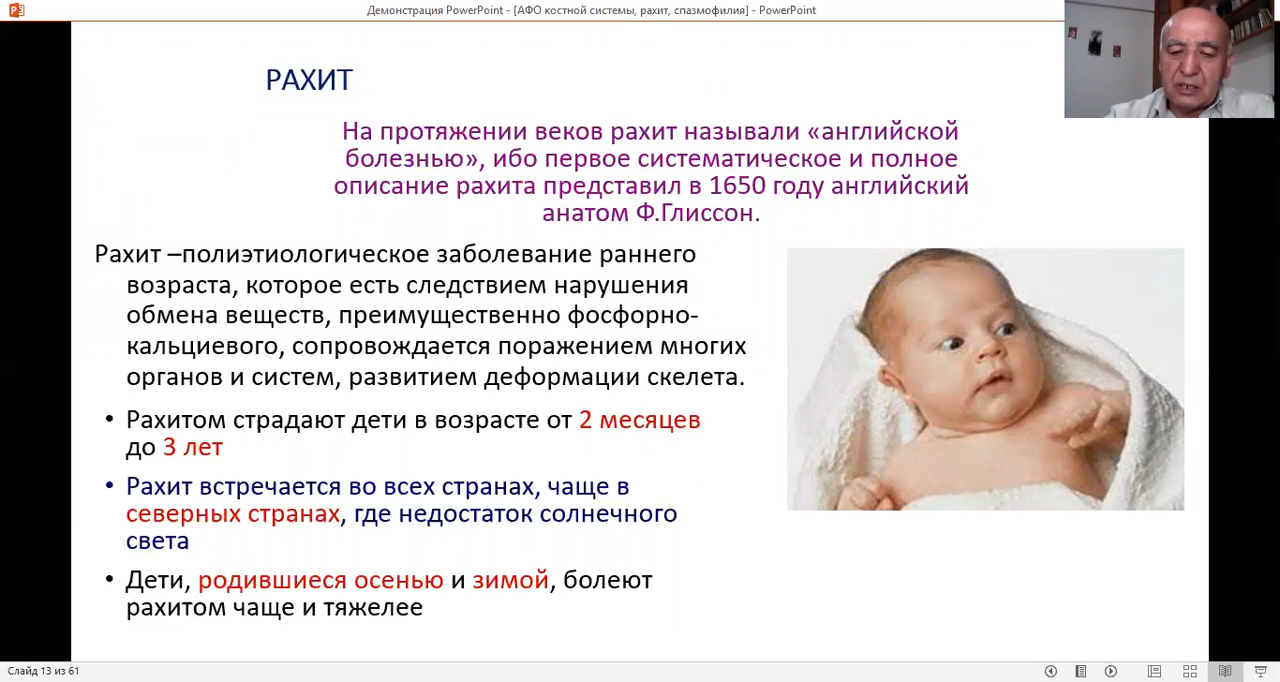 Демонстрация PowerPoint - [АФО костной системы, рахит, спазмофилия] - PowerPoint
РАХИТ
На протяжении веков рахит называли «английской
болезнью», ибо первое систематическое и полное
описание рахита представил в 1650 году английский
анатом Ф.Глиссон.
Рахит –полиэтиологическое заболевание раннего
возраста, которое есть следствием нарушения
обмена веществ, преимущественно фосфорно-
кальциевого, сопровождается поражением многих
органов и систем, развитием деформации скелета.
• Рахитом страдают дети в возрасте от 2 месяцев
до 3 лет
• Рахит встречается во всех странах, чаще в
северных странах, где недостаток солнечного
света
• Дети, родившиеся осенью и зимой, болеют
рахитом чаще и тяжелее
Слайд 13 из 61